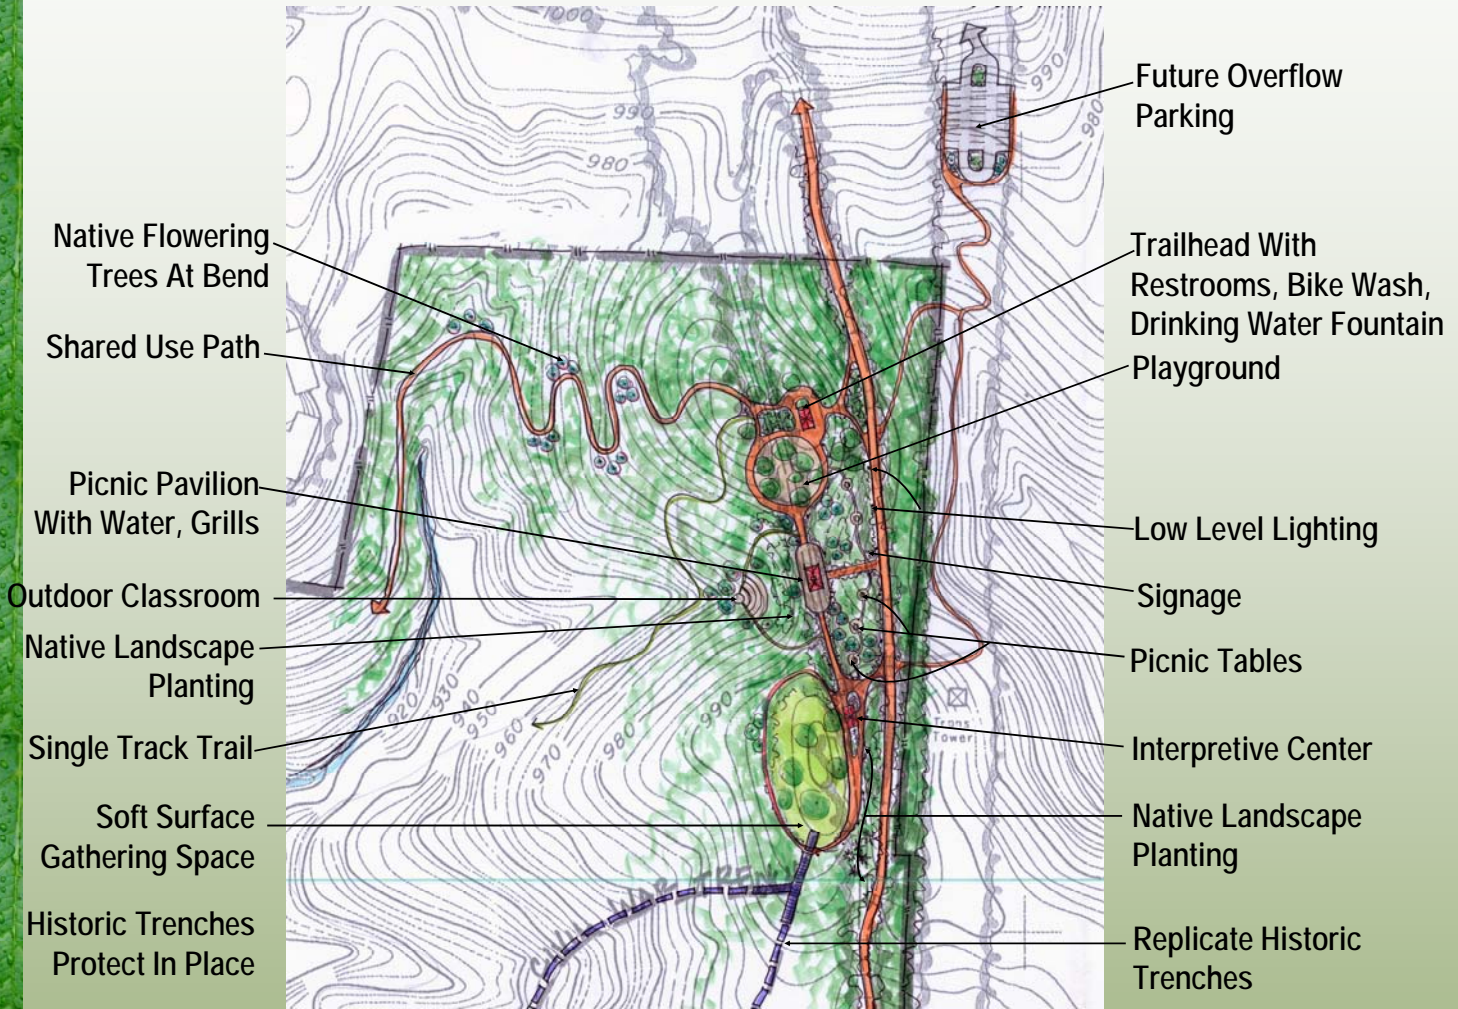 1000
990
980
990
980
Native Flowering
Trees At Bend
Shared Use Path
Picnic Pavilion
With Water, Grills
Outdoor Classroom
Native Landscape
Planting
Single Track Trail
Soft Surface
Gathering Space
Historic Trenches
Protect In Place
920
930
940
950
960
970
980
990
Trans
Tower
CIVIL WAR TRENCH
Future Overflow
Parking
Trailhead With
Restrooms, Bike Wash,
Drinking Water Fountain
Playground
Low Level Lighting
Signage
Picnic Tables
Interpretive Center
Native Landscape
Planting
Replicate Historic
Trenches